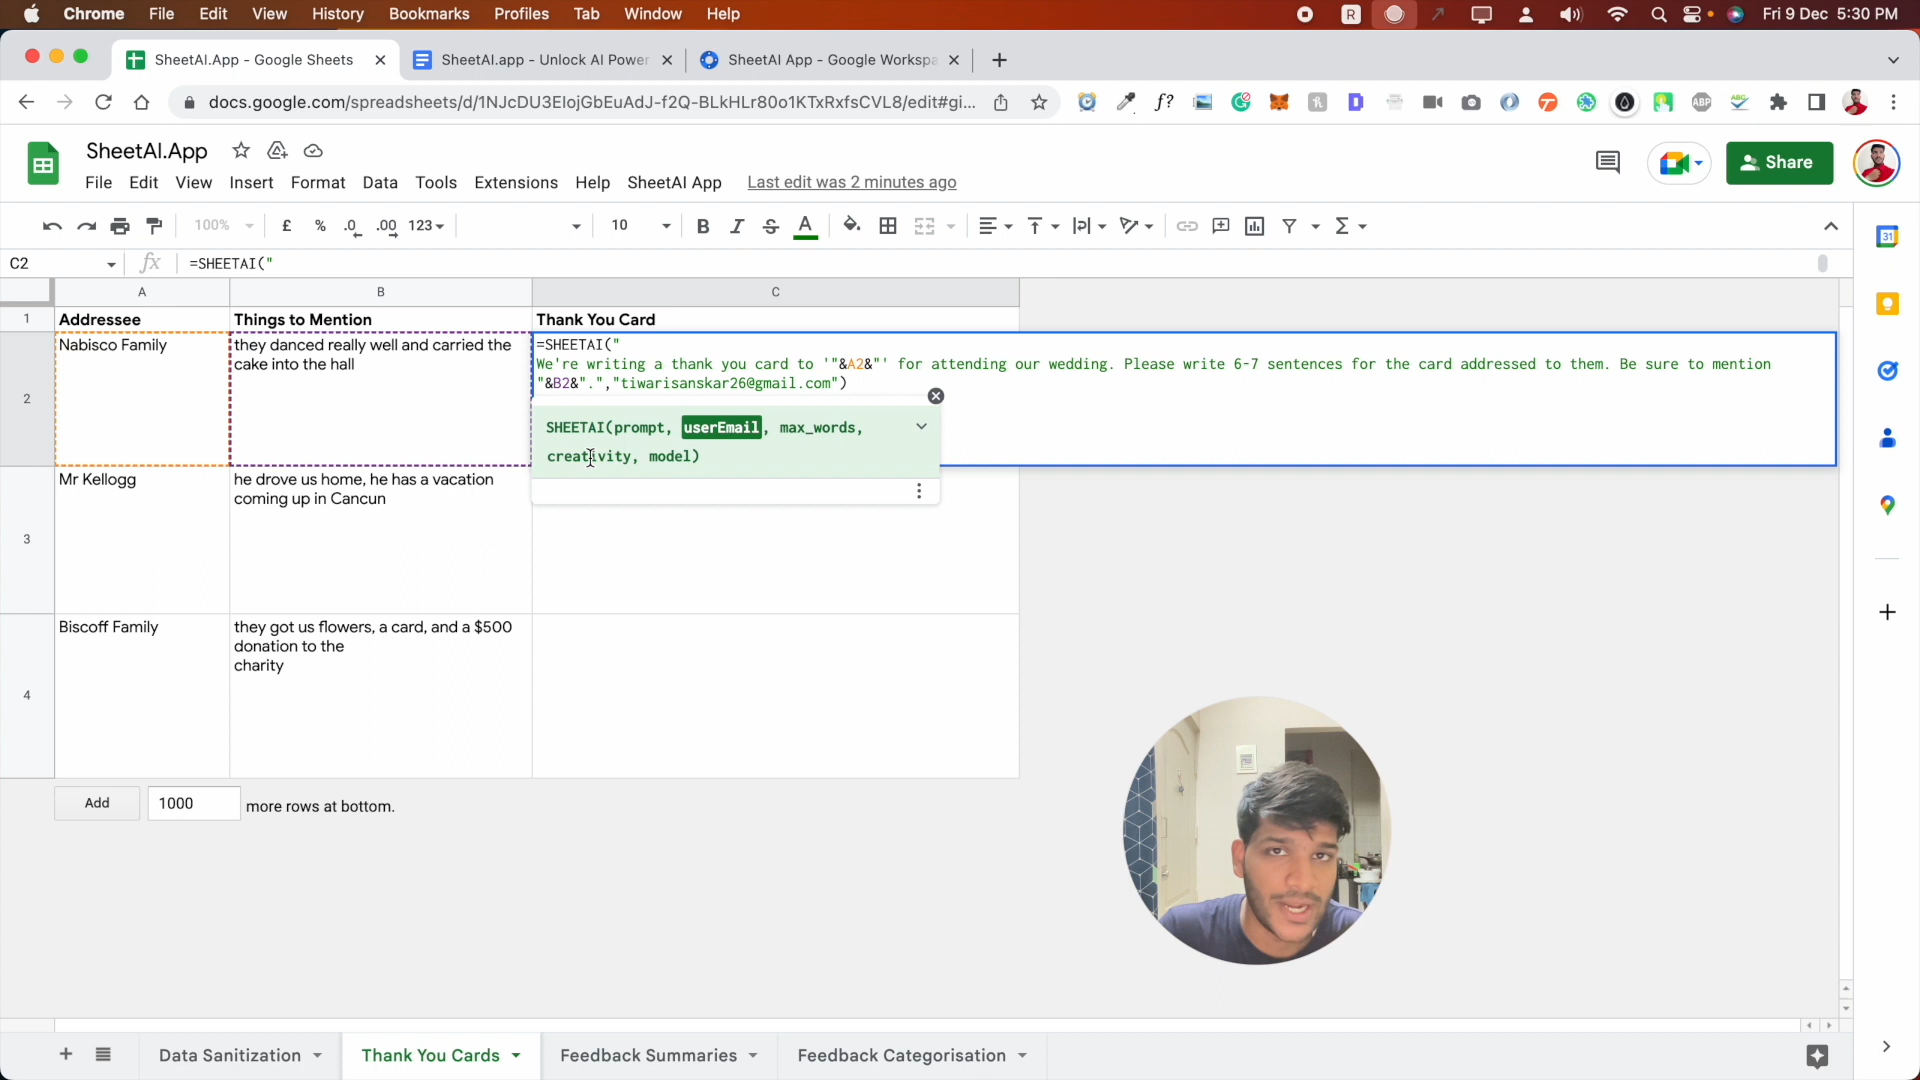 Chrome File Edit View History Bookmarks Profiles Tab Window Help Fri 9 Dec 5:30 PM
SheetAI.App - Google Sheets SheetAI.app - Unlock AI Power SheetAI App - Google Workspa
docs.google.com/spreadsheets/d/1NJcDU3EIojGbEuAdJ-f2Q-BLkHLr80o1KTxRxfsCVL8/edit#gi...
SheetAI.App
Share
File Edit View Insert Format Data Tools Extensions Help SheetAI App Last edit was 2 minutes ago
100% £ % .0 .00 123 10 B I S A
C2 fx =SHEETAI("
A B C
1 Addressee Things to Mention Thank You Card
2 Nabisco Family they danced really well and carried the
cake into the hall
=SHEETAI("
We're writing a thank you card to '"&A2&"' for attending our wedding. Please write 6-7 sentences for the card addressed to them. Be sure to mention
"&B2&".","tiwarisanskar26@gmail.com")
SHEETAI(prompt, userEmail, max_words,
creativity, model)
3 Mr Kellogg he drove us home, he has a vacation
coming up in Cancun
4 Biscoff Family they got us flowers, a card, and a $500
donation to the
charity
Add 1000 more rows at bottom.
Data Sanitization Thank You Cards Feedback Summaries Feedback Categorisation